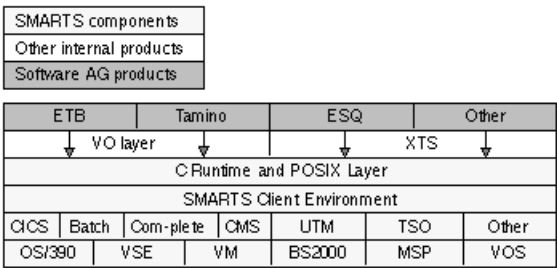 SMARTS components
Other internal products
Software AG products
ETB Tamino ESQ Other
VO layer XTS
C Runtime and POSIX Layer
SMARTS Client Environment
CICS Batch Com-plete CMS UTM TSO Other
OS/390 VSE VM BS2000 MSP VOS